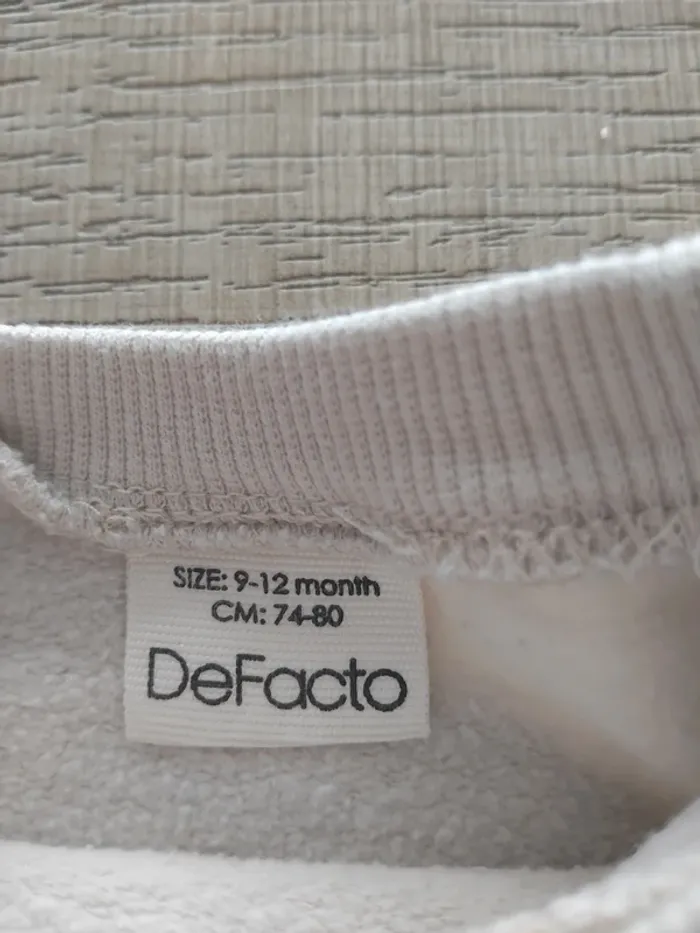 SIZE: 9-12 month
CM: 74-80
DeFacto